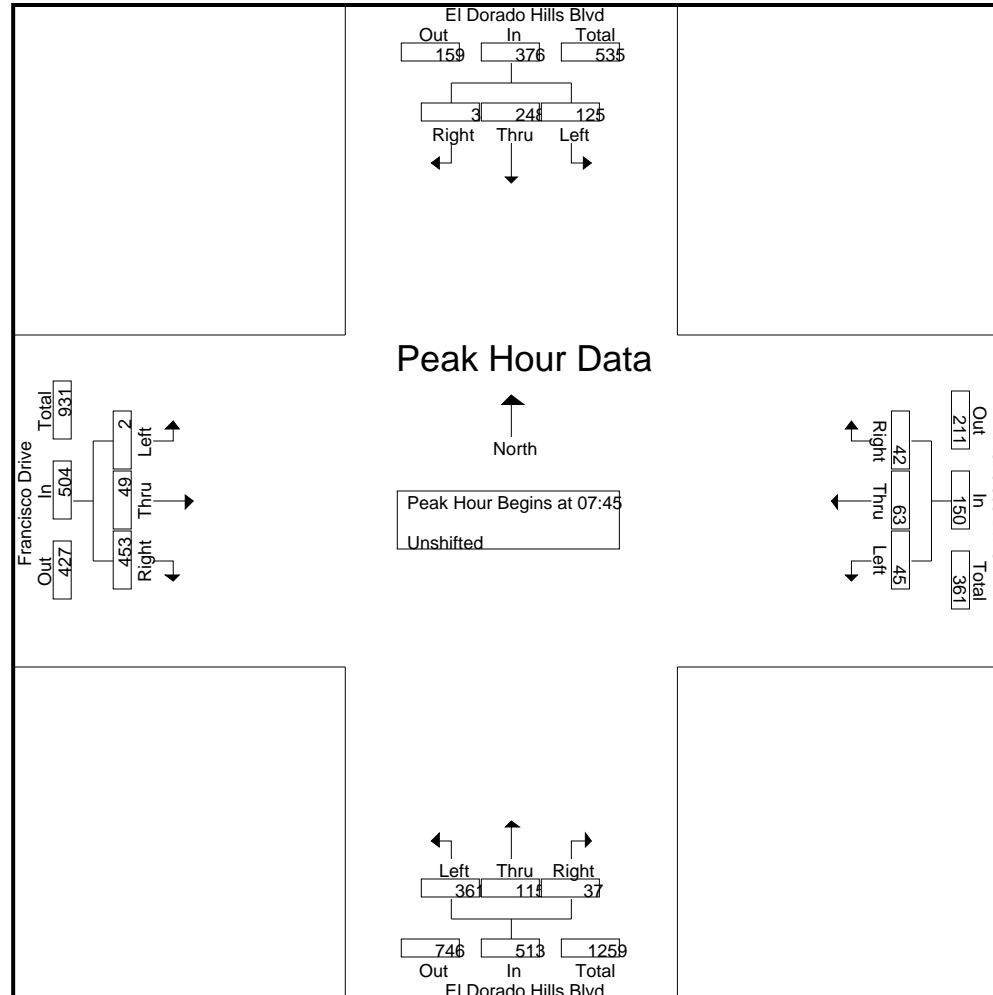 El Dorado Hills Blvd
Out In Total
159 376 535
3 248 125
Right Thru Left
Peak Hour Data
North
Peak Hour Begins at 07:45
Unshifted
Francisco Drive
Out In Total
427 504 931
2 49 453
Left Thru Right
Out In Total
211 150 361
Right Thru Left
42 63 45
Left Thru Right
361 115 37
746 513 1259
Out In Total
El Dorado Hills Blvd